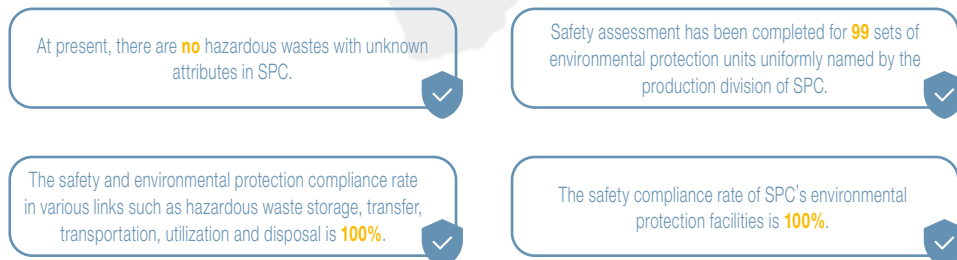 At present, there are no hazardous wastes with unknown
attributes in SPC.
Safety assessment has been completed for 99 sets of
environmental protection units uniformly named by the
production division of SPC.
The safety and environmental protection compliance rate
in various links such as hazardous waste storage, transfer,
transportation, utilization and disposal is 100%.
The safety compliance rate of SPC's environmental
protection facilities is 100%.